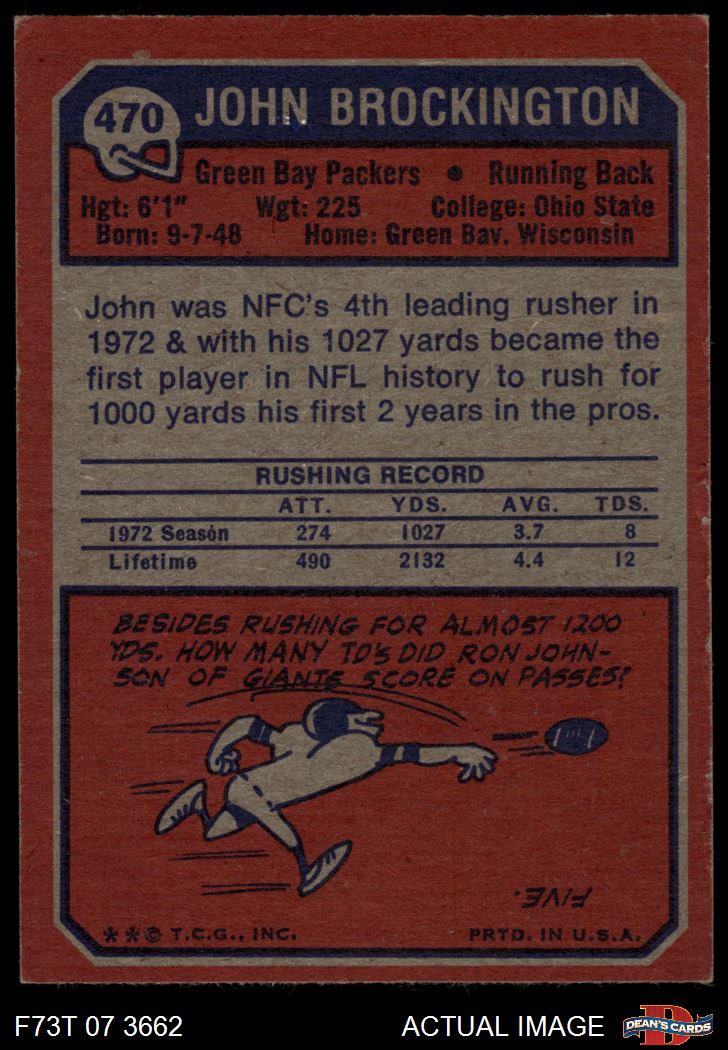 470 JOHN BROCKINGTON
Green Bay Packers • Running Back
Hgt: 6'1" Wgt: 225 College: Ohio State
Born: 9-7-48 Home: Green Bay, Wisconsin
John was NFC's 4th leading rusher in
1972 & with his 1027 yards became the
first player in NFL history to rush for
1000 yards his first 2 years in the pros.
RUSHING RECORD
ATT. YDS. AVG. TDS.
1972 Season 274 1027 3.7 8
Lifetime 490 2132 4.4 12
BESIDES RUSHING FOR ALMOST 1200
YDS. HOW MANY TD'S DID RON JOHN-
SON OF GIANTS SCORE ON PASSES?
FIVE.
**© T.C.G., INC. PRTD. IN U.S.A.
F73T 07 3662 ACTUAL IMAGE D DEAN'S CARDS